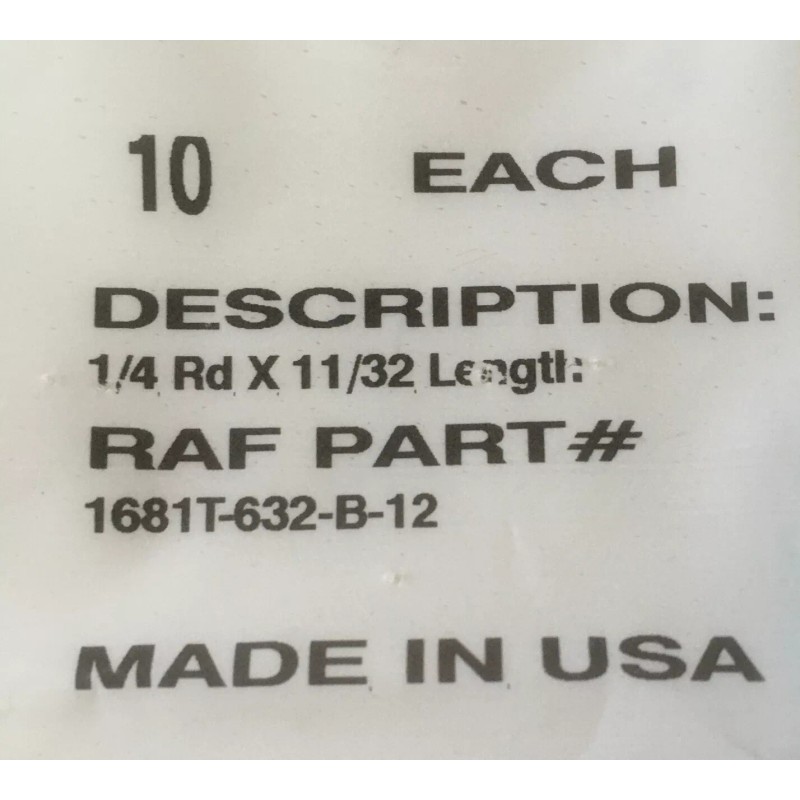 10 EACH
DESCRIPTION:
1/4 Rd X 11/32 Length
RAF PART#
1681T-632-B-12
MADE IN USA